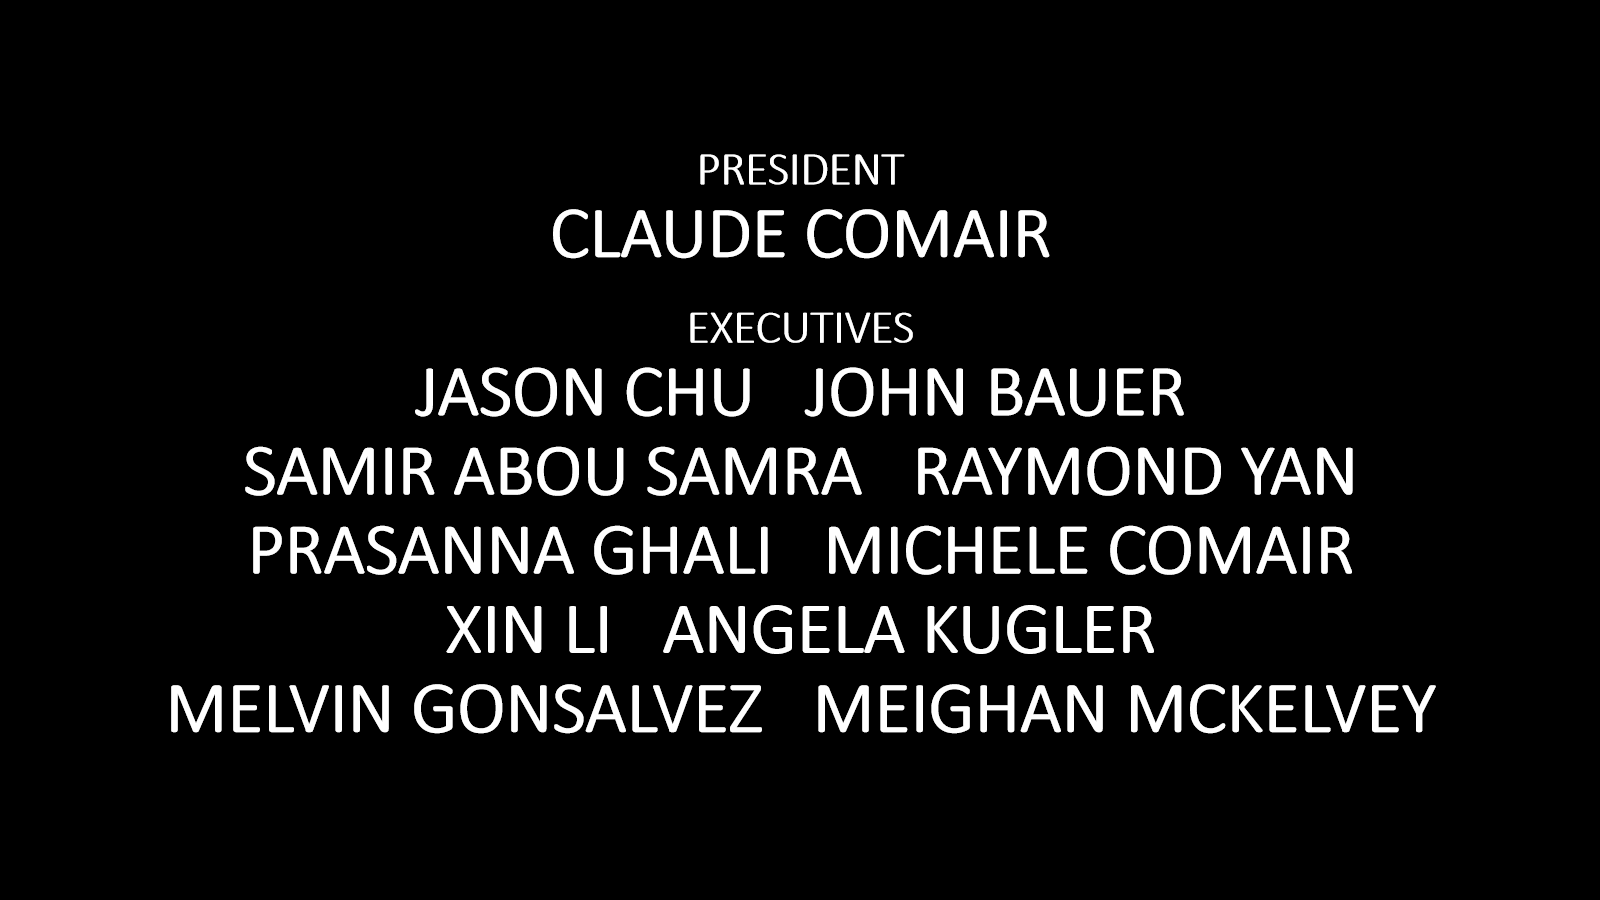 PRESIDENT
CLAUDE COMAIR
EXECUTIVES
JASON CHU   JOHN BAUER
SAMIR ABOU SAMRA   RAYMOND YAN
PRASANNA GHALI   MICHELE COMAIR
XIN LI   ANGELA KUGLER
MELVIN GONSALVEZ   MEIGHAN MCKELVEY